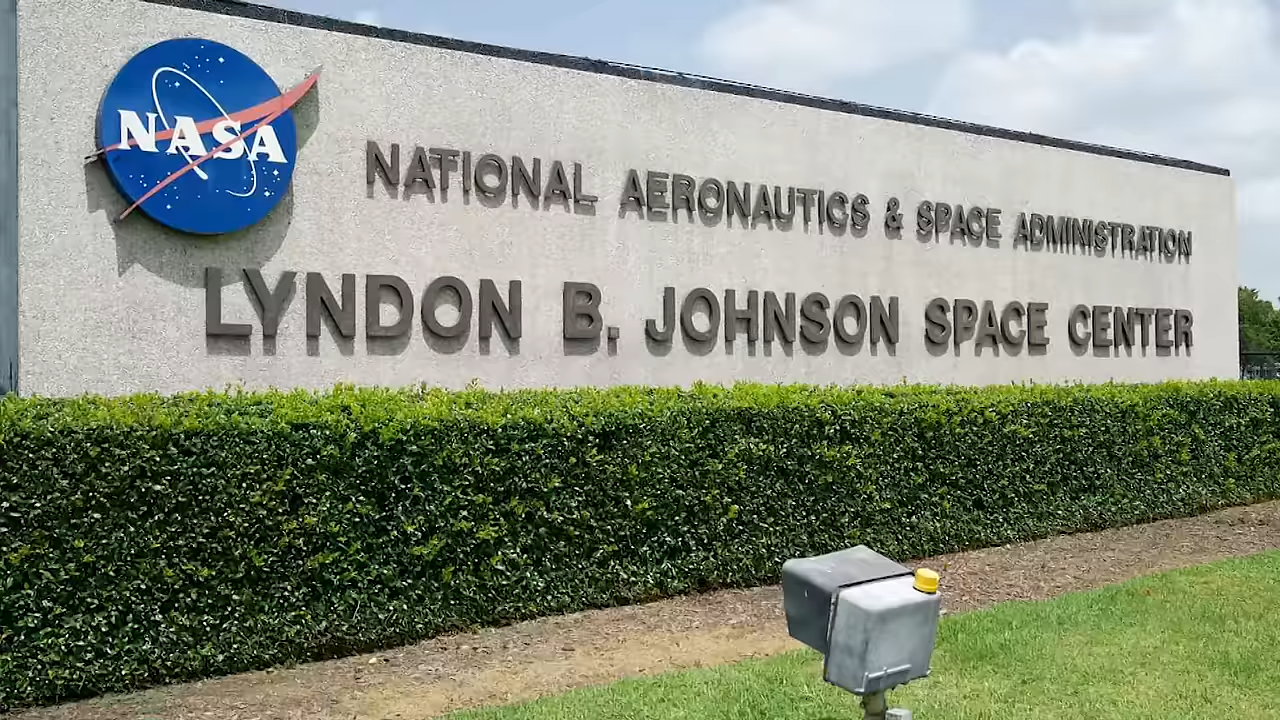 NASA
NATIONAL AERONAUTICS & SPACE ADMINISTRATION
LYNDON B. JOHNSON SPACE CENTER